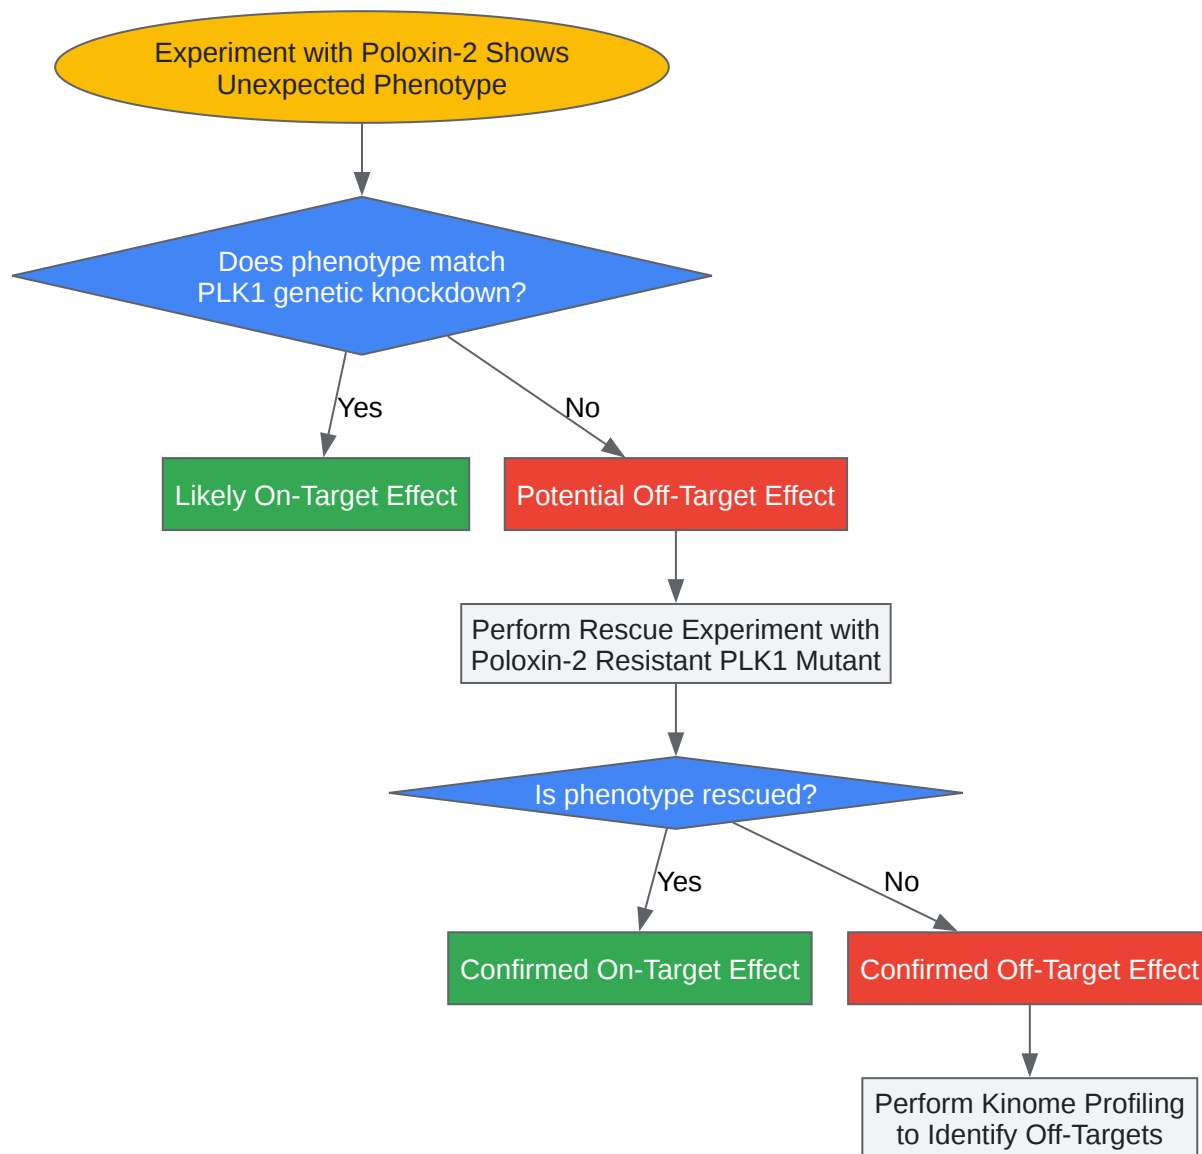 Experiment with Poloxin-2 Shows
Unexpected Phenotype
Does phenotype match
PLK1 genetic knockdown?
Yes
No
Likely On-Target Effect
Potential Off-Target Effect
Perform Rescue Experiment with
Poloxin-2 Resistant PLK1 Mutant
Is phenotype rescued?
Yes
No
Confirmed On-Target Effect
Confirmed Off-Target Effect
Perform Kinome Profiling
to Identify Off-Targets